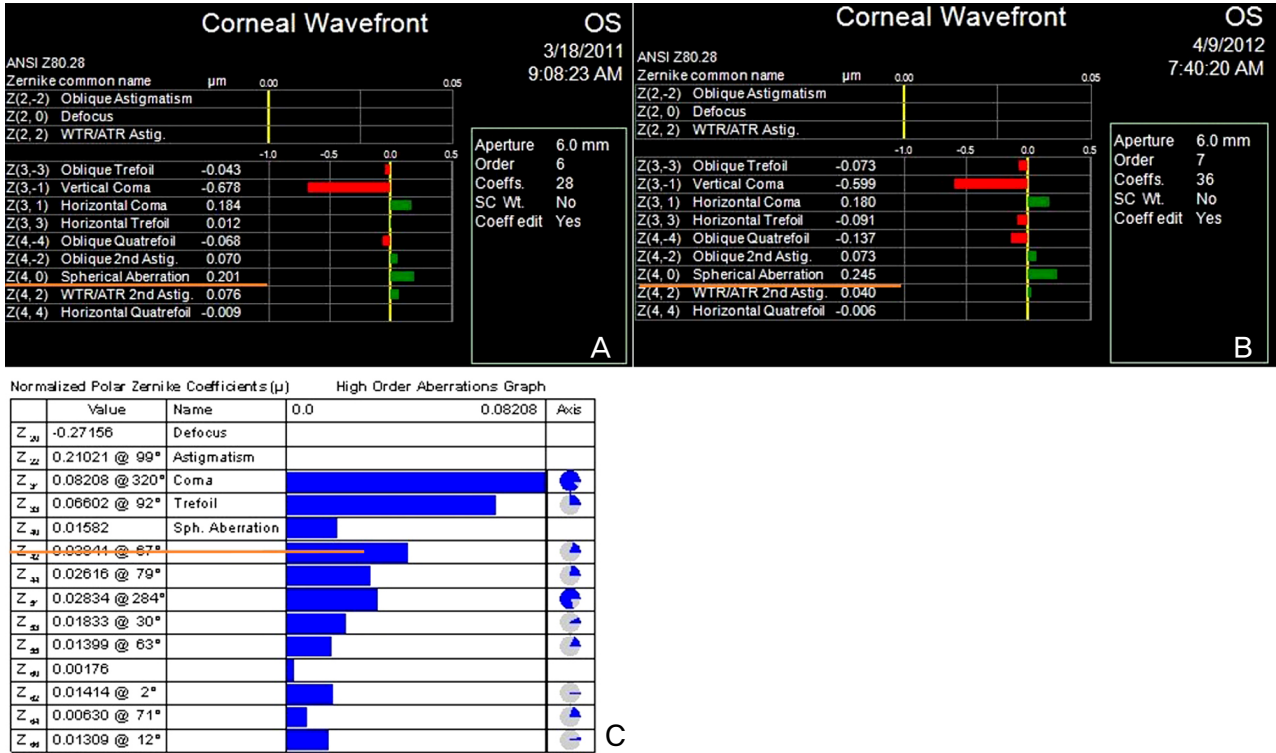 Corneal Wavefront OS
3/18/2011
9:08:23 AM
ANSI Z80.28
Zernike common name µm 0.00 0.05
Z(2,-2) Oblique Astigmatism
Z(2, 0) Defocus
Z(2, 2) WTR/ATR Astig.
-1.0 -0.5 0.0 0.5
Z(3,-3) Oblique Trefoil -0.043
Z(3,-1) Vertical Coma -0.678
Z(3, 1) Horizontal Coma 0.184
Z(3, 3) Horizontal Trefoil 0.012
Z(4,-4) Oblique Quatrefoil -0.068
Z(4,-2) Oblique 2nd Astig. 0.070
Z(4, 0) Spherical Aberration 0.201
Z(4, 2) WTR/ATR 2nd Astig. 0.076
Z(4, 4) Horizontal Quatrefoil -0.009
Aperture 6.0 mm
Order 6
Coeffs. 28
SC Wt. No
Coeff edit Yes
A
Corneal Wavefront OS
4/9/2012
7:40:20 AM
ANSI Z80.28
Zernike common name µm 0.00 0.05
Z(2,-2) Oblique Astigmatism
Z(2, 0) Defocus
Z(2, 2) WTR/ATR Astig.
-1.0 -0.5 0.0 0.5
Z(3,-3) Oblique Trefoil -0.073
Z(3,-1) Vertical Coma -0.599
Z(3, 1) Horizontal Coma 0.180
Z(3, 3) Horizontal Trefoil -0.091
Z(4,-4) Oblique Quatrefoil -0.137
Z(4,-2) Oblique 2nd Astig. 0.073
Z(4, 0) Spherical Aberration 0.245
Z(4, 2) WTR/ATR 2nd Astig. 0.040
Z(4, 4) Horizontal Quatrefoil -0.006
Aperture 6.0 mm
Order 7
Coeffs. 36
SC Wt. No
Coeff edit Yes
B
Normalized Polar Zernike Coefficients (µ) High Order Aberrations Graph
Value Name 0.0 0.08208 Axis
Z -0.27156 Defocus
Z 0.21021 @ 99° Astigmatism
Z 0.08208 @ 320° Coma
Z 0.06602 @ 92° Trefoil
Z 0.01582 Sph. Aberration
Z 0.03844 @ 67°
Z 0.02616 @ 79°
Z 0.02834 @ 284°
Z 0.01833 @ 30°
Z 0.01399 @ 63°
Z 0.00176
Z 0.01414 @ 2°
Z 0.00630 @ 71°
Z 0.01309 @ 12°
C